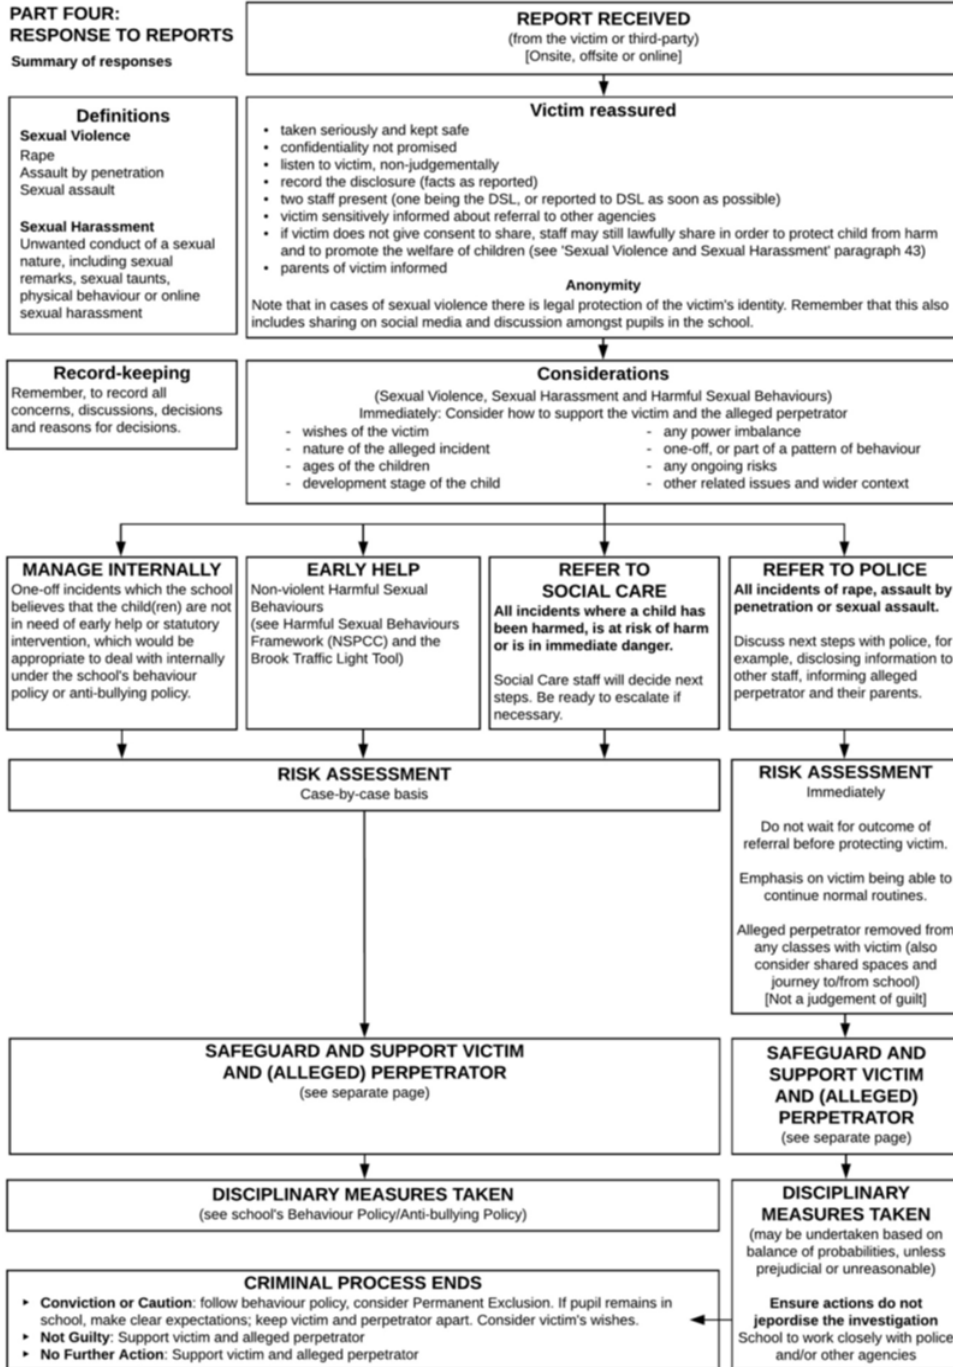 PART FOUR:
RESPONSE TO REPORTS
Summary of responses
REPORT RECEIVED
(from the victim or third-party)
[Onsite, offsite or online]
Definitions
Sexual Violence
Rape
Assault by penetration
Sexual assault
Sexual Harassment
Unwanted conduct of a sexual
nature, including sexual
remarks, sexual taunts,
physical behaviour or online
sexual harassment
Victim reassured
• taken seriously and kept safe
• confidentiality not promised
• listen to victim, non-judgementally
• record the disclosure (facts as reported)
• two staff present (one being the DSL, or reported to DSL as soon as possible)
• victim sensitively informed about referral to other agencies
• if victim does not give consent to share, staff may still lawfully share in order to protect child from harm
and to promote the welfare of children (see 'Sexual Violence and Sexual Harassment' paragraph 43)
• parents of victim informed
Anonymity
Note that in cases of sexual violence there is legal protection of the victim's identity. Remember that this also
includes sharing on social media and discussion amongst pupils in the school.
Record-keeping
Remember, to record all
concerns, discussions, decisions
and reasons for decisions.
Considerations
(Sexual Violence, Sexual Harassment and Harmful Sexual Behaviours)
Immediately: Consider how to support the victim and the alleged perpetrator
- wishes of the victim
- nature of the alleged incident
- ages of the children
- development stage of the child
- any power imbalance
- one-off, or part of a pattern of behaviour
- any ongoing risks
- other related issues and wider context
MANAGE INTERNALLY
One-off incidents which the school
believes that the child(ren) are not
in need of early help or statutory
intervention, which would be
appropriate to deal with internally
under the school's behaviour
policy or anti-bullying policy.
EARLY HELP
Non-violent Harmful Sexual
Behaviours
(see Harmful Sexual Behaviours
Framework (NSPCC) and the
Brook Traffic Light Tool)
REFER TO
SOCIAL CARE
All incidents where a child has
been harmed, is at risk of harm
or is in immediate danger.
Social Care staff will decide next
steps. Be ready to escalate if
necessary.
REFER TO POLICE
All incidents of rape, assault by
penetration or sexual assault.
Discuss next steps with police, for
example, disclosing information to
other staff, informing alleged
perpetrator and their parents.
RISK ASSESSMENT
Case-by-case basis
RISK ASSESSMENT
Immediately
Do not wait for outcome of
referral before protecting victim.
Emphasis on victim being able to
continue normal routines.
Alleged perpetrator removed from
any classes with victim (also
consider shared spaces and
journey to/from school)
[Not a judgement of guilt]
SAFEGUARD AND SUPPORT VICTIM
AND (ALLEGED) PERPETRATOR
(see separate page)
SAFEGUARD AND
SUPPORT VICTIM
AND (ALLEGED)
PERPETRATOR
(see separate page)
DISCIPLINARY MEASURES TAKEN
(see school's Behaviour Policy/Anti-bullying Policy)
DISCIPLINARY
MEASURES TAKEN
(may be undertaken based on
balance of probabilities, unless
prejudicial or unreasonable)
Ensure actions do not
jepordise the investigation
School to work closely with police
and/or other agencies
CRIMINAL PROCESS ENDS
▸ Conviction or Caution: follow behaviour policy, consider Permanent Exclusion. If pupil remains in
school, make clear expectations; keep victim and perpetrator apart. Consider victim's wishes.
▸ Not Guilty: Support victim and alleged perpetrator
▸ No Further Action: Support victim and alleged perpetrator